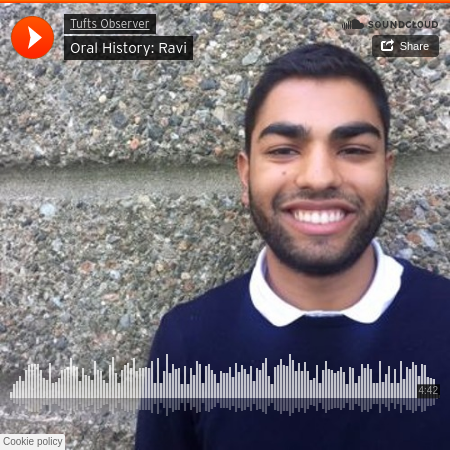 Tufts Observer
SOUNDCLOUD
Oral History: Ravi
Share
4:42
Cookie policy